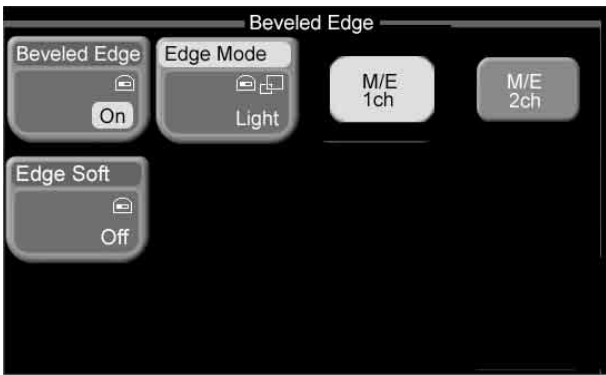 Beveled Edge
Beveled Edge
On
Edge Mode
Light
M/E
1ch
M/E
2ch
Edge Soft
Off